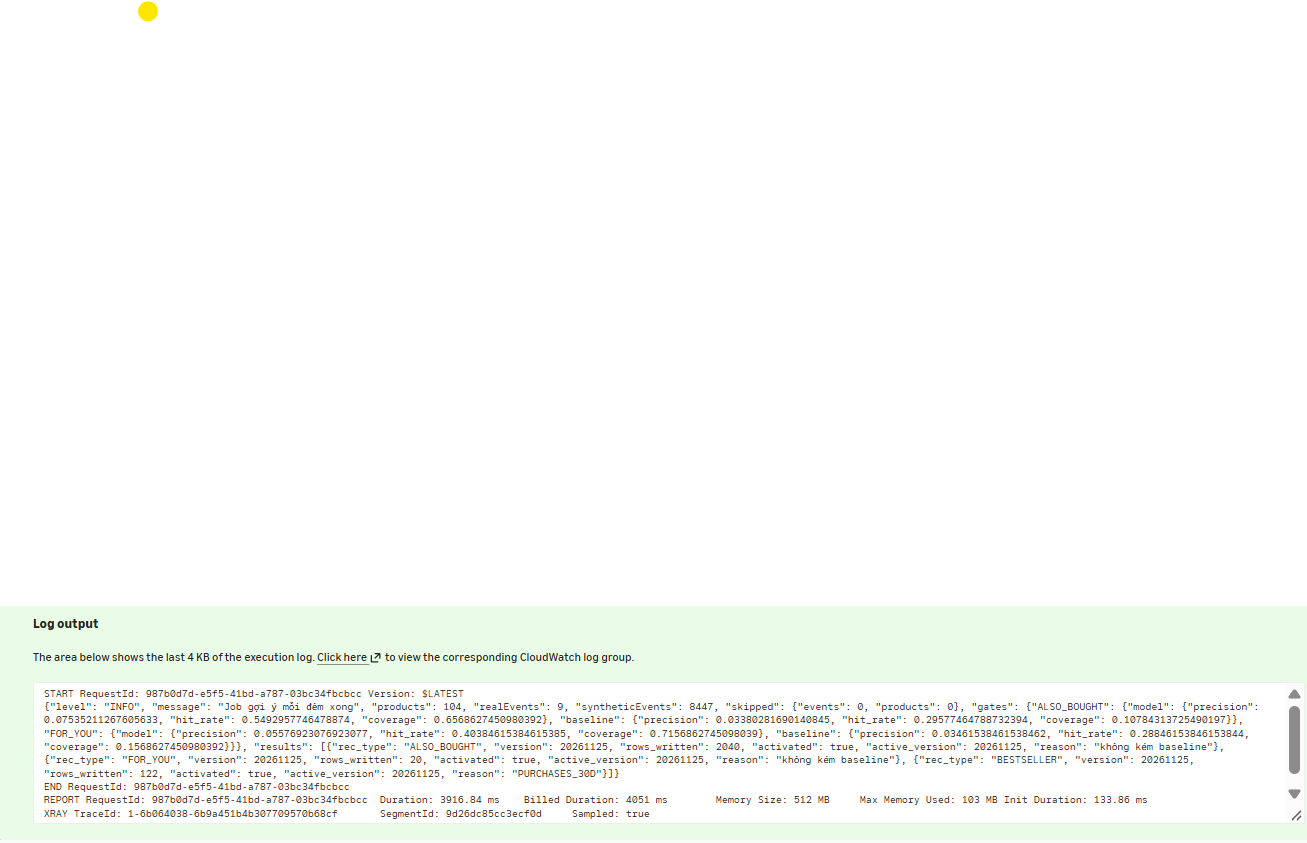 Log output
The area below shows the last 4 KB of the execution log. Click here to view the corresponding CloudWatch log group.
START RequestId: 987b0d7d-e5f5-41bd-a787-03bc34fbcbcc Version: $LATEST
{"level": "INFO", "message": "Job gợi ý mỗi đêm xong", "products": 104, "realEvents": 9, "syntheticEvents": 8447, "skipped": {"events": 0, "products": 0}, "gates": {"ALSO_BOUGHT": {"model": {"precision":
0.07535211267605633, "hit_rate": 0.5492957746478874, "coverage": 0.6568627450980392}, "baseline": {"precision": 0.03380281690140845, "hit_rate": 0.29577464788732394, "coverage": 0.10784313725490197}},
"FOR_YOU": {"model": {"precision": 0.05576923076923077, "hit_rate": 0.40384615384615385, "coverage": 0.7156862745098039}, "baseline": {"precision": 0.03461538461538462, "hit_rate": 0.28846153846153844,
"coverage": 0.1568627450980392}}}, "results": [{"rec_type": "ALSO_BOUGHT", "version": 20261125, "rows_written": 2040, "activated": true, "active_version": 20261125, "reason": "không kém baseline"},
{"rec_type": "FOR_YOU", "version": 20261125, "rows_written": 20, "activated": true, "active_version": 20261125, "reason": "không kém baseline"}, {"rec_type": "BESTSELLER", "version": 20261125,
"rows_written": 122, "activated": true, "active_version": 20261125, "reason": "PURCHASES_30D"}]}
END RequestId: 987b0d7d-e5f5-41bd-a787-03bc34fbcbcc
REPORT RequestId: 987b0d7d-e5f5-41bd-a787-03bc34fbcbcc Duration: 3916.84 ms Billed Duration: 4051 ms Memory Size: 512 MB Max Memory Used: 103 MB Init Duration: 133.86 ms
XRAY TraceId: 1-6b064038-6b9a451b4b307709570b68cf SegmentId: 9d26dc85cc3ecf0d Sampled: true